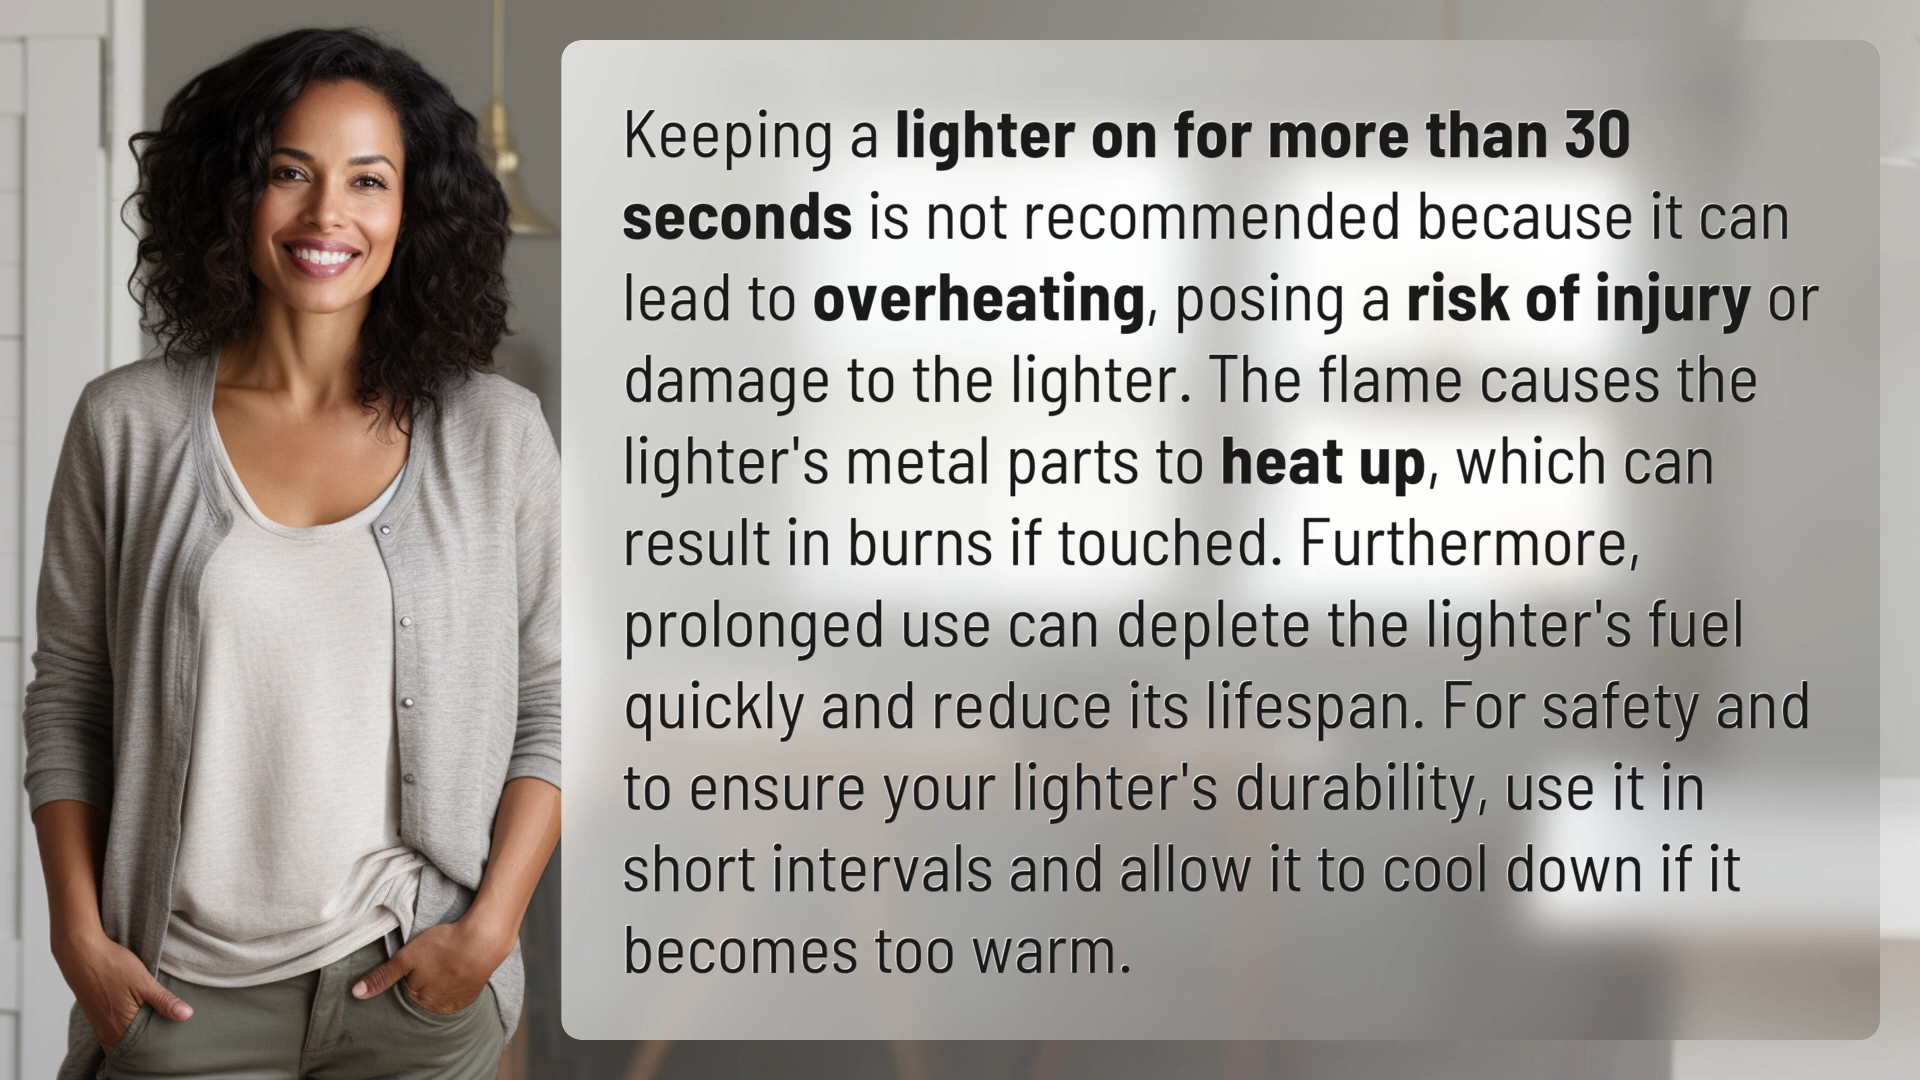 Keeping a lighter on for more than 30
seconds is not recommended because it can
lead to overheating, posing a risk of injury or
damage to the lighter. The flame causes the
lighter's metal parts to heat up, which can
result in burns if touched. Furthermore,
prolonged use can deplete the lighter's fuel
quickly and reduce its lifespan. For safety and
to ensure your lighter's durability, use it in
short intervals and allow it to cool down if it
becomes too warm.